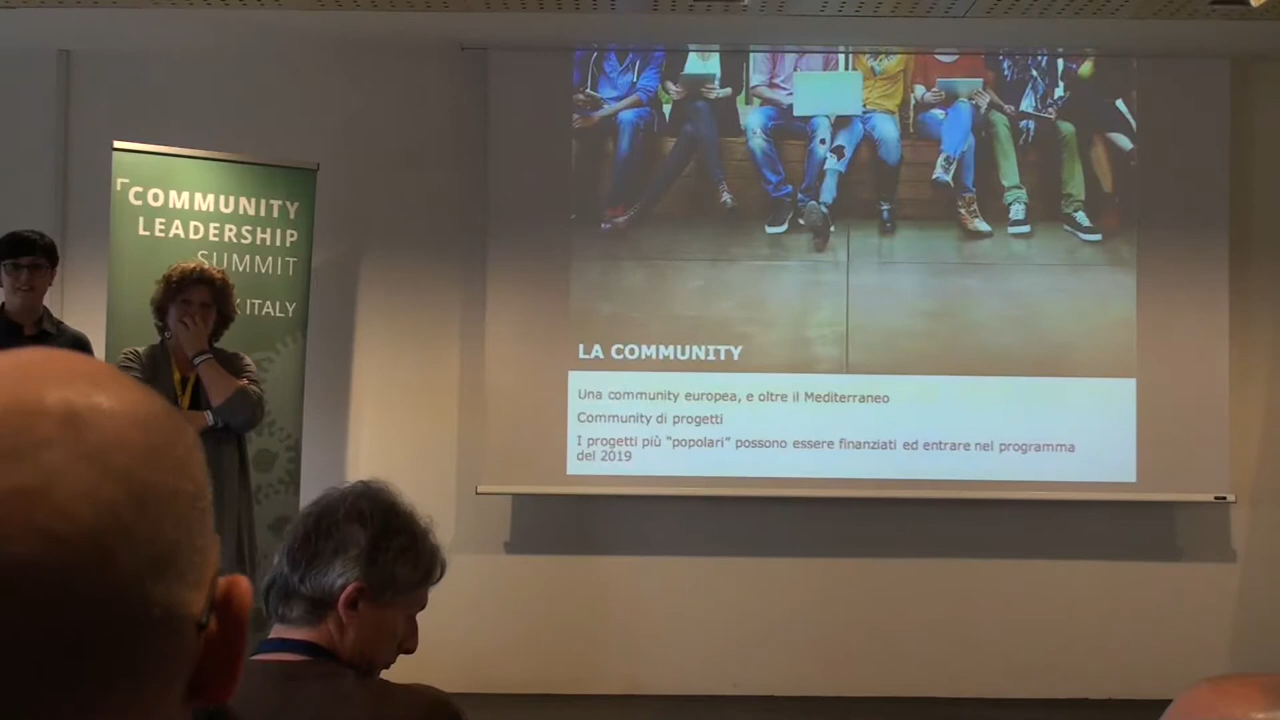 COMMUNITY
LEADERSHIP
SUMMIT
X ITALY
LA COMMUNITY
Una community europea, e oltre il Mediterraneo
Community di progetti
I progetti più “popolari” possono essere finanziati ed entrare nel programma
del 2019